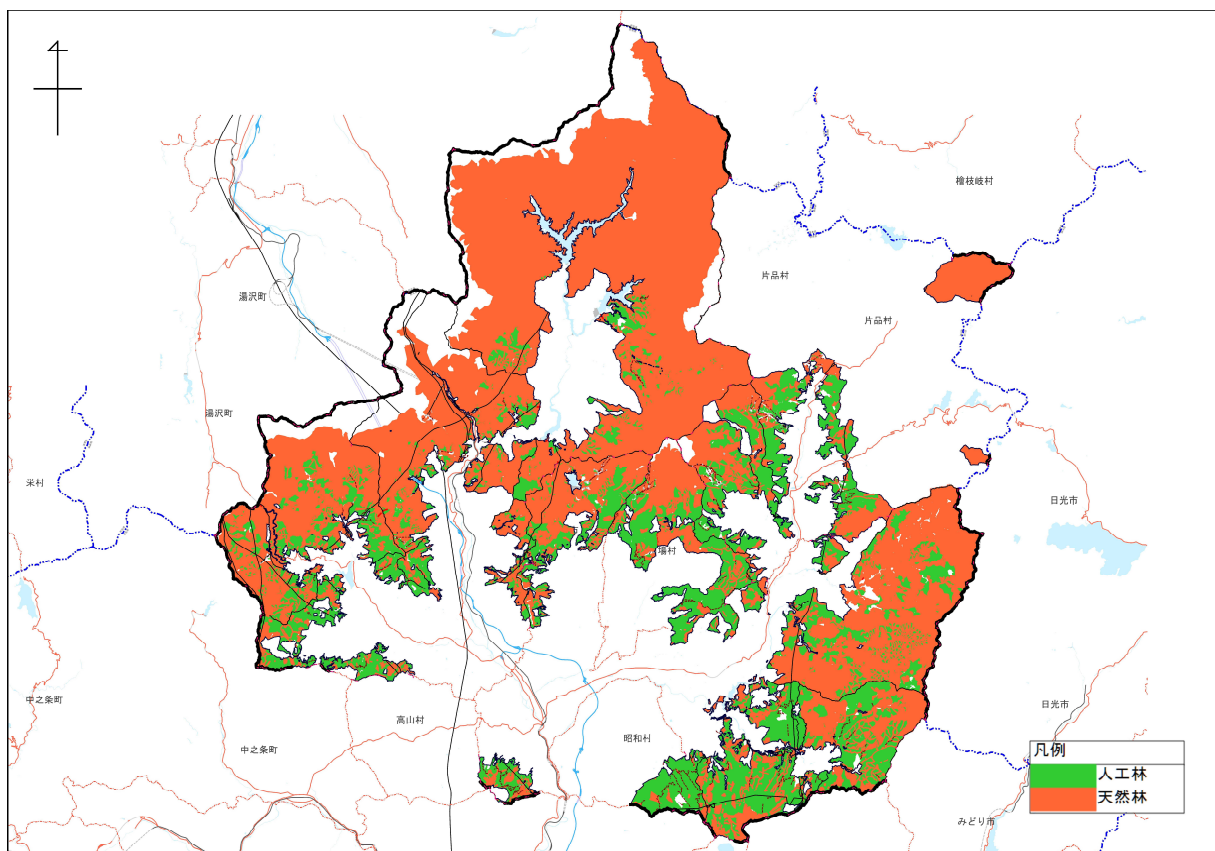 檜枝岐村
片品村
湯沢町
片品村
湯沢町
栄村
日光市
場村
中之条町
日光市
高山村
昭和村
中之条町
凡例
人工林
天然林
みどり市